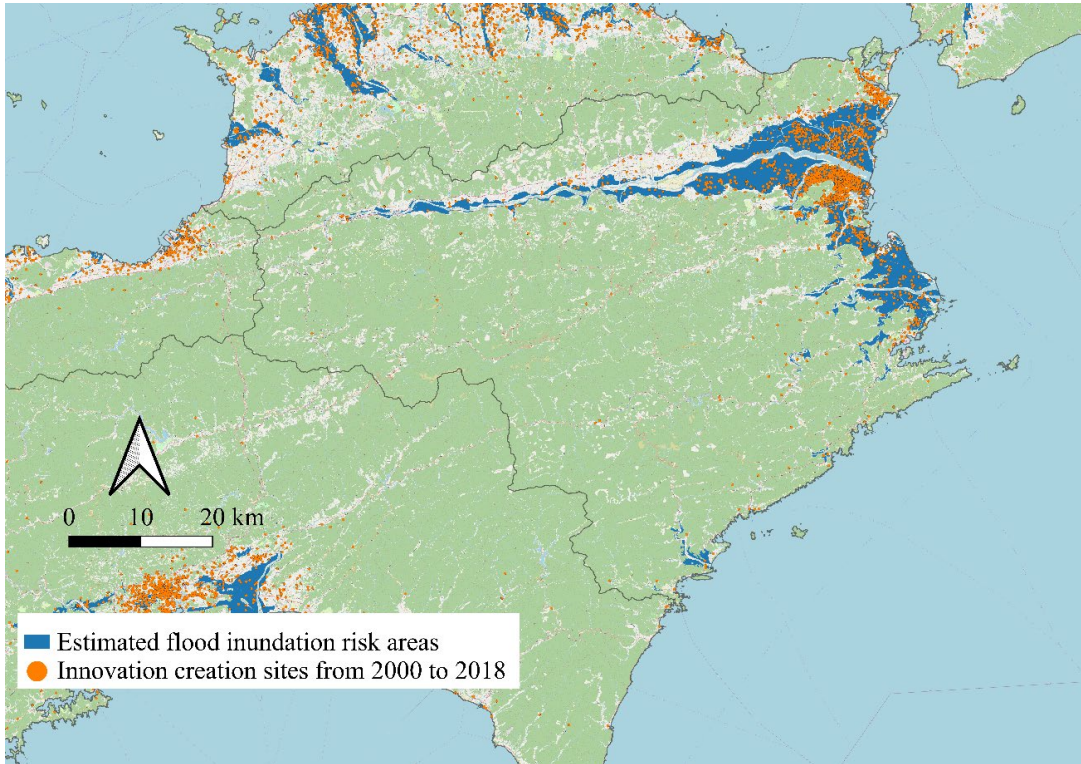 0 10 20 km
Estimated flood inundation risk areas
Innovation creation sites from 2000 to 2018